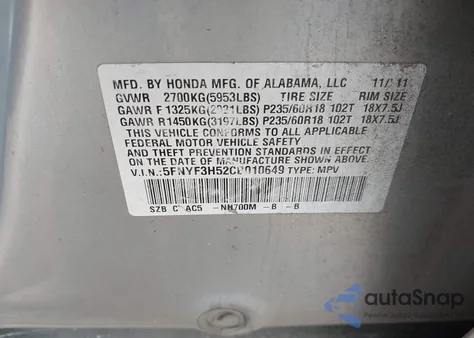 MFD. BY HONDA MFG. OF ALABAMA, LLC 11/ 11
GVWR 2700KG(5953LBS) TIRE SIZE RIM SIZE
GAWR F 1325KG(2921LBS) P235/60R18 102T 18X7.5J
GAWR R1450KG(3197LBS) P235/60R18 102T 18X7.5J
THIS VEHICLE CONFORMS TO ALL APPLICABLE
FEDERAL MOTOR VEHICLE SAFETY
AND THEFT PREVENTION STANDARDS IN EFFECT ON
THE DATE OF MANUFACTURE SHOWN ABOVE.
V.I.N.: TYPE: MPV
SZB AC5 -NH700M -B -B
autoSnap